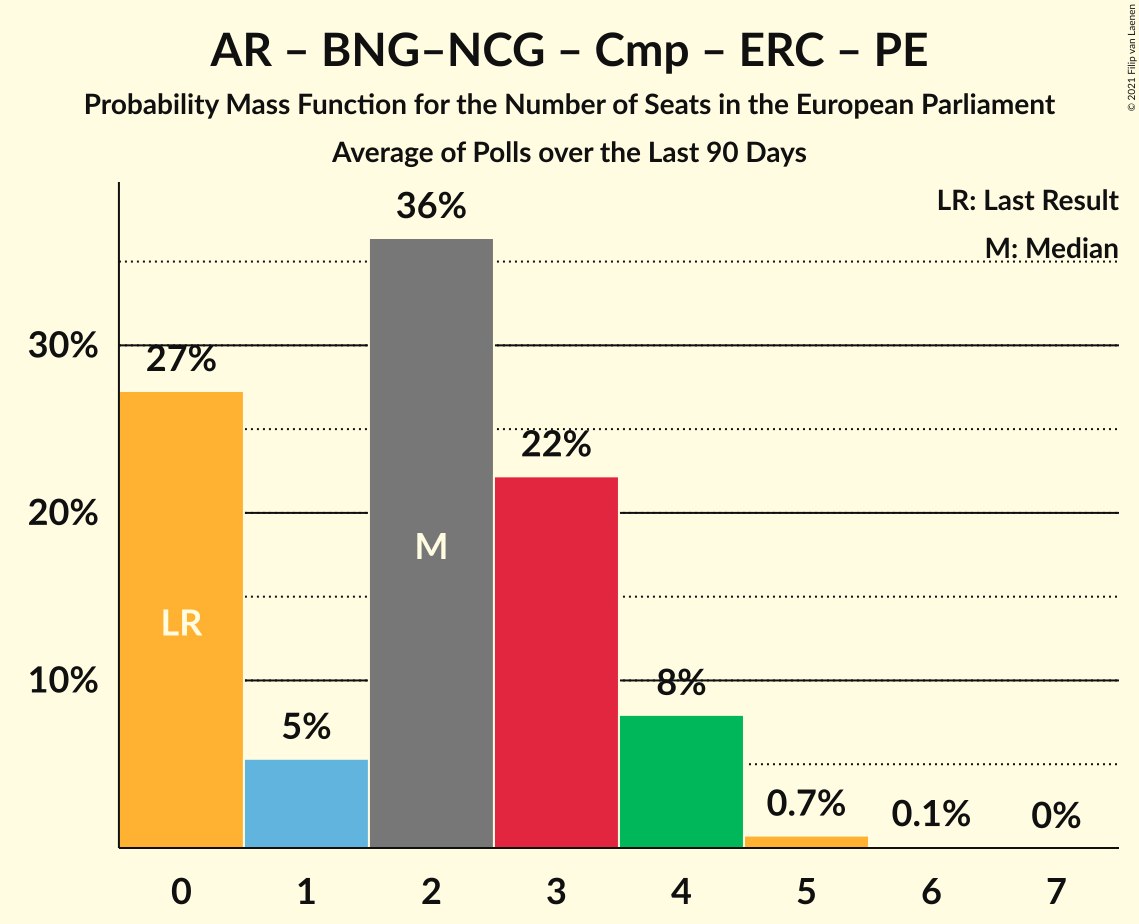 AR – BNG–NCG – Cmp – ERC – PE
Probability Mass Function for the Number of Seats in the European Parliament
Average of Polls over the Last 90 Days
© 2021 Filip van Laenen
LR: Last Result
M: Median
36%
30%
27%
22%
20%
M
LR
10%
8%
5%
0.7%
0.1%
0%
0 1 2 3 4 5 6 7